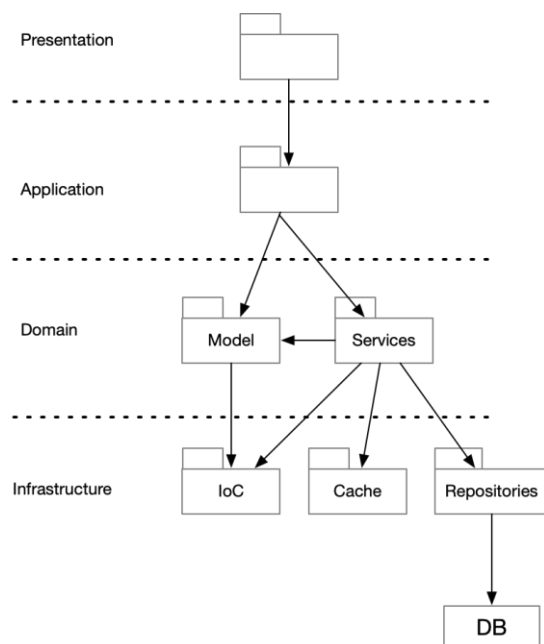 Presentation
Application
Domain
Model
Services
Infrastructure
IoC
Cache
Repositories
DB